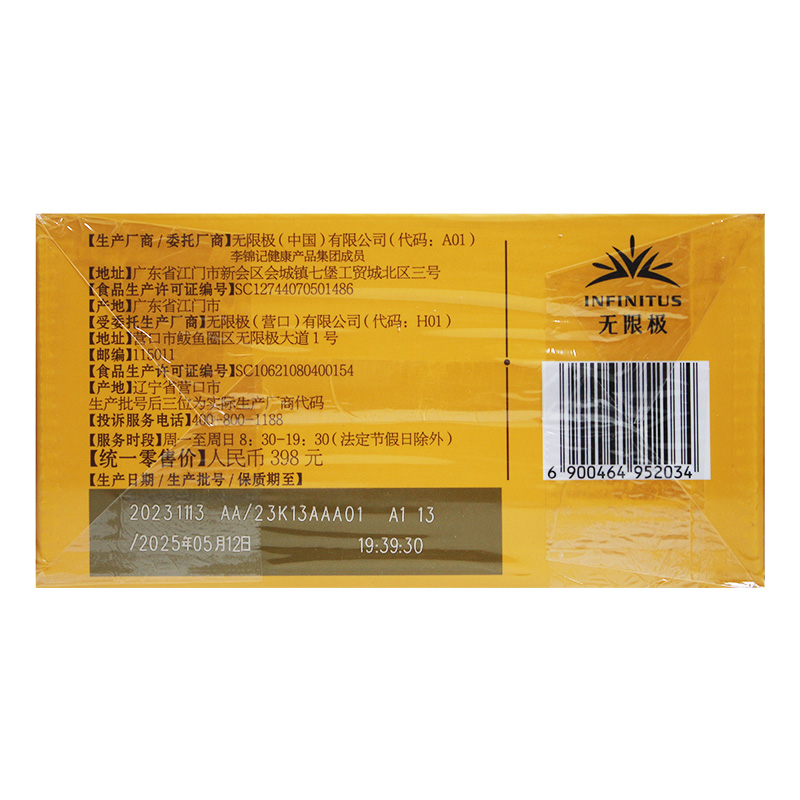 【生产厂商/委托厂商】无限极(中国)有限公司(代码:A01)
李锦记健康产品集团成员
【地址】广东省江门市新会区会城镇七堡工贸城北区三号
【食品生产许可证编号】SC12744070501486
【产地】广东省江门市
【受委托生产厂商】无限极(营口)有限公司(代码:H01)
【地址】营口市鲅鱼圈区无限极大道1号
【邮编】115011
【食品生产许可证编号】SC10621080400154
【产地】辽宁省营口市
生产批号后三位为实际生产厂商代码
【投诉服务电话】400-800-1188
【服务时段】周一至周日8:30-19:30(法定节假日除外)
【统一零售价】人民币398元
【生产日期/生产批号/保质期至】
20231113 AA/23K13AAA01 A1 13
/2025年05月12日 19:39:30
INFINITUS
无限极
6 900464 952034